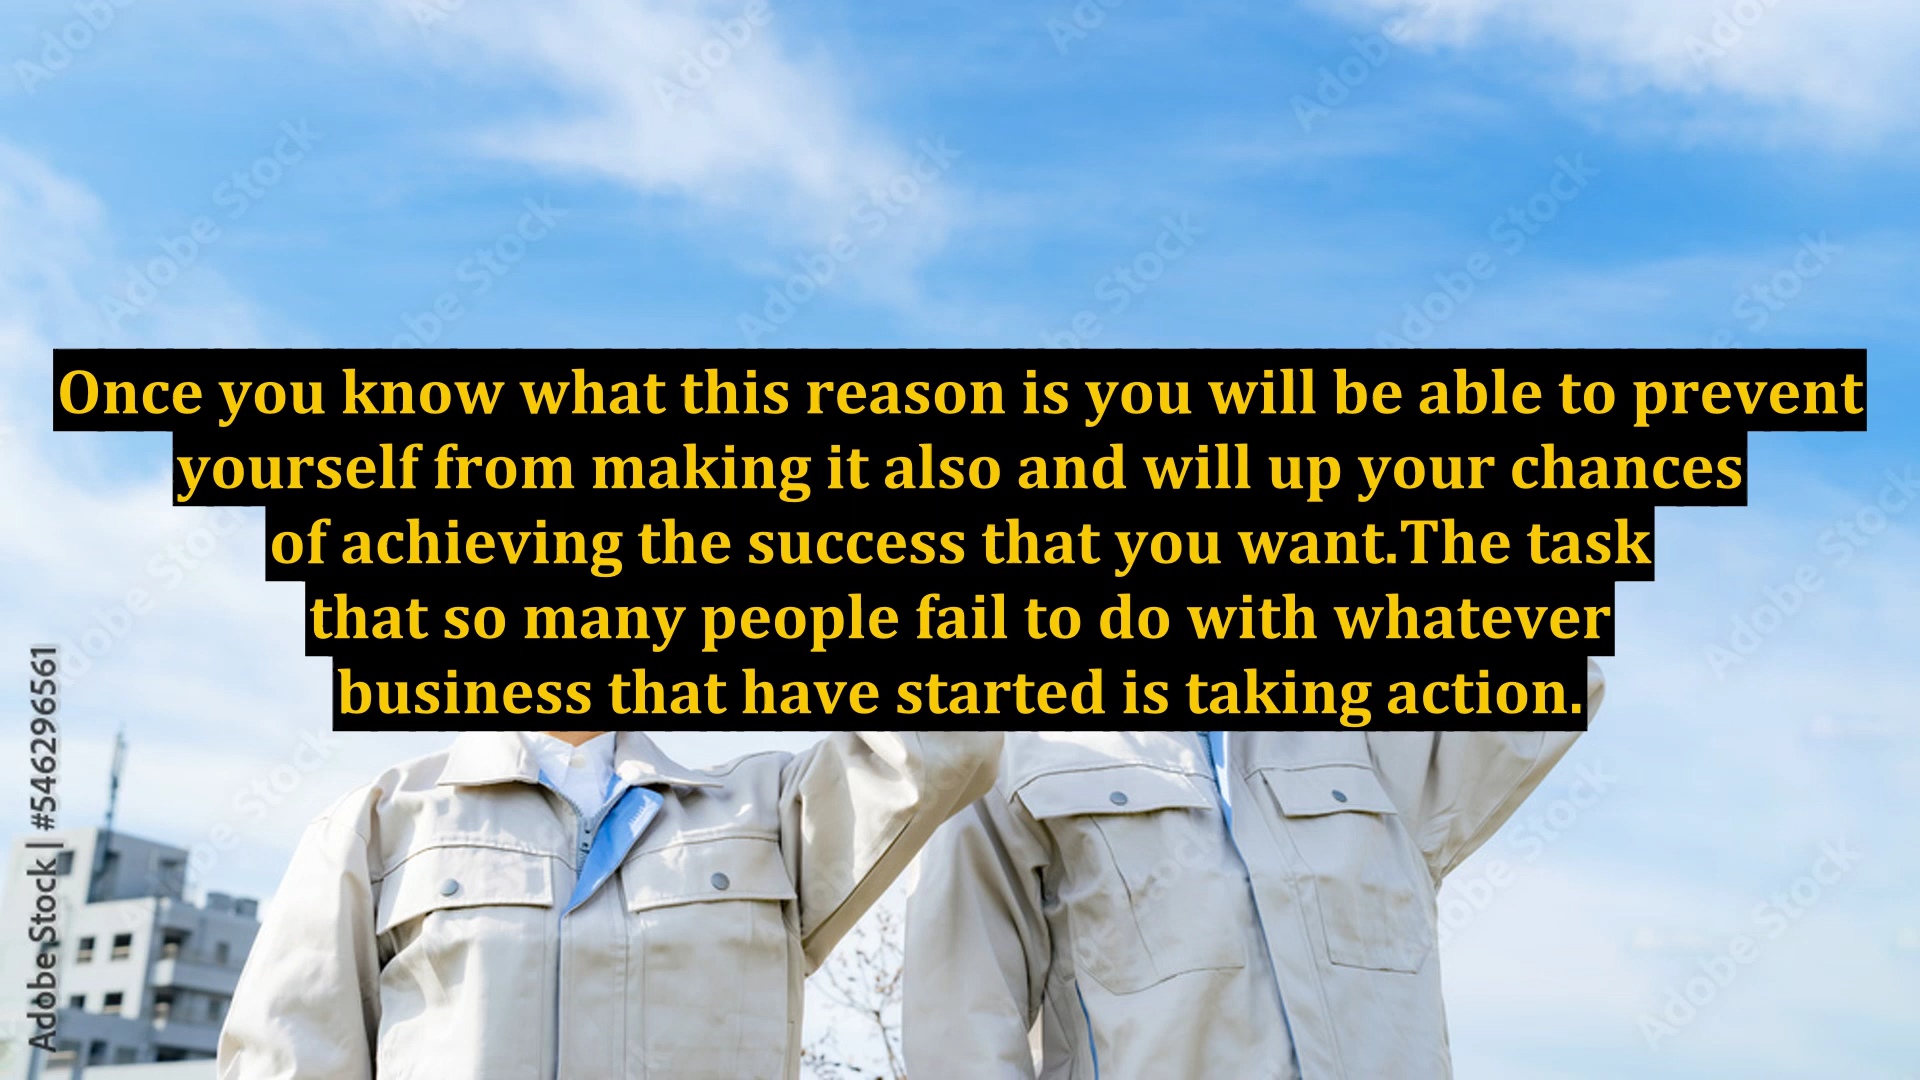 Once you know what this reason is you will be able to prevent
yourself from making it also and will up your chances
of achieving the success that you want.The task
that so many people fail to do with whatever
business that have started is taking action.
Adobe Stock | #546296561
Adobe Stock